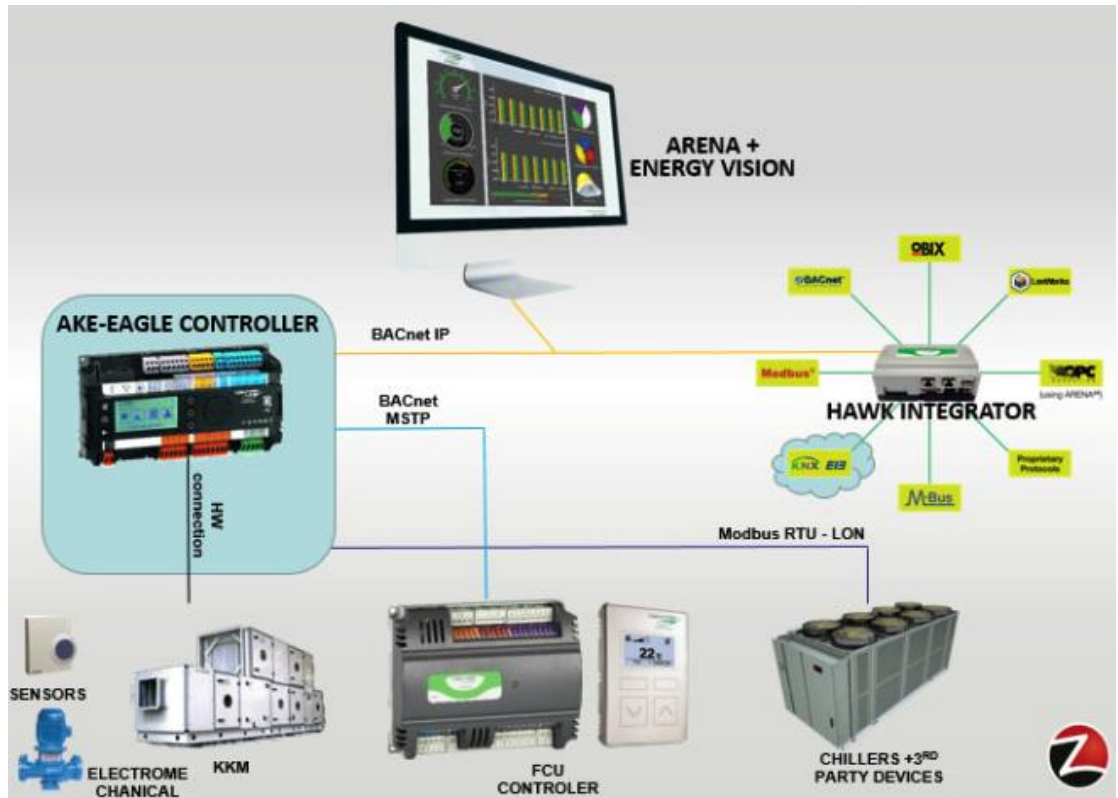 ARENA +
ENERGY VISION
OBIX
BACnet
LonWorks
AKE-EAGLE CONTROLLER
BACnet IP
Modbus
OPC
(using ARENA
BACnet
MSTP
HAWK INTEGRATOR
KNX EIB
Proprietary
Protocols
M-Bus
HW
connection
Modbus RTU - LON
22
SENSORS
ELECTROME
CHANICAL
KKM
FCU
CONTROLER
CHILLERS +3RD
PARTY DEVICES
Z